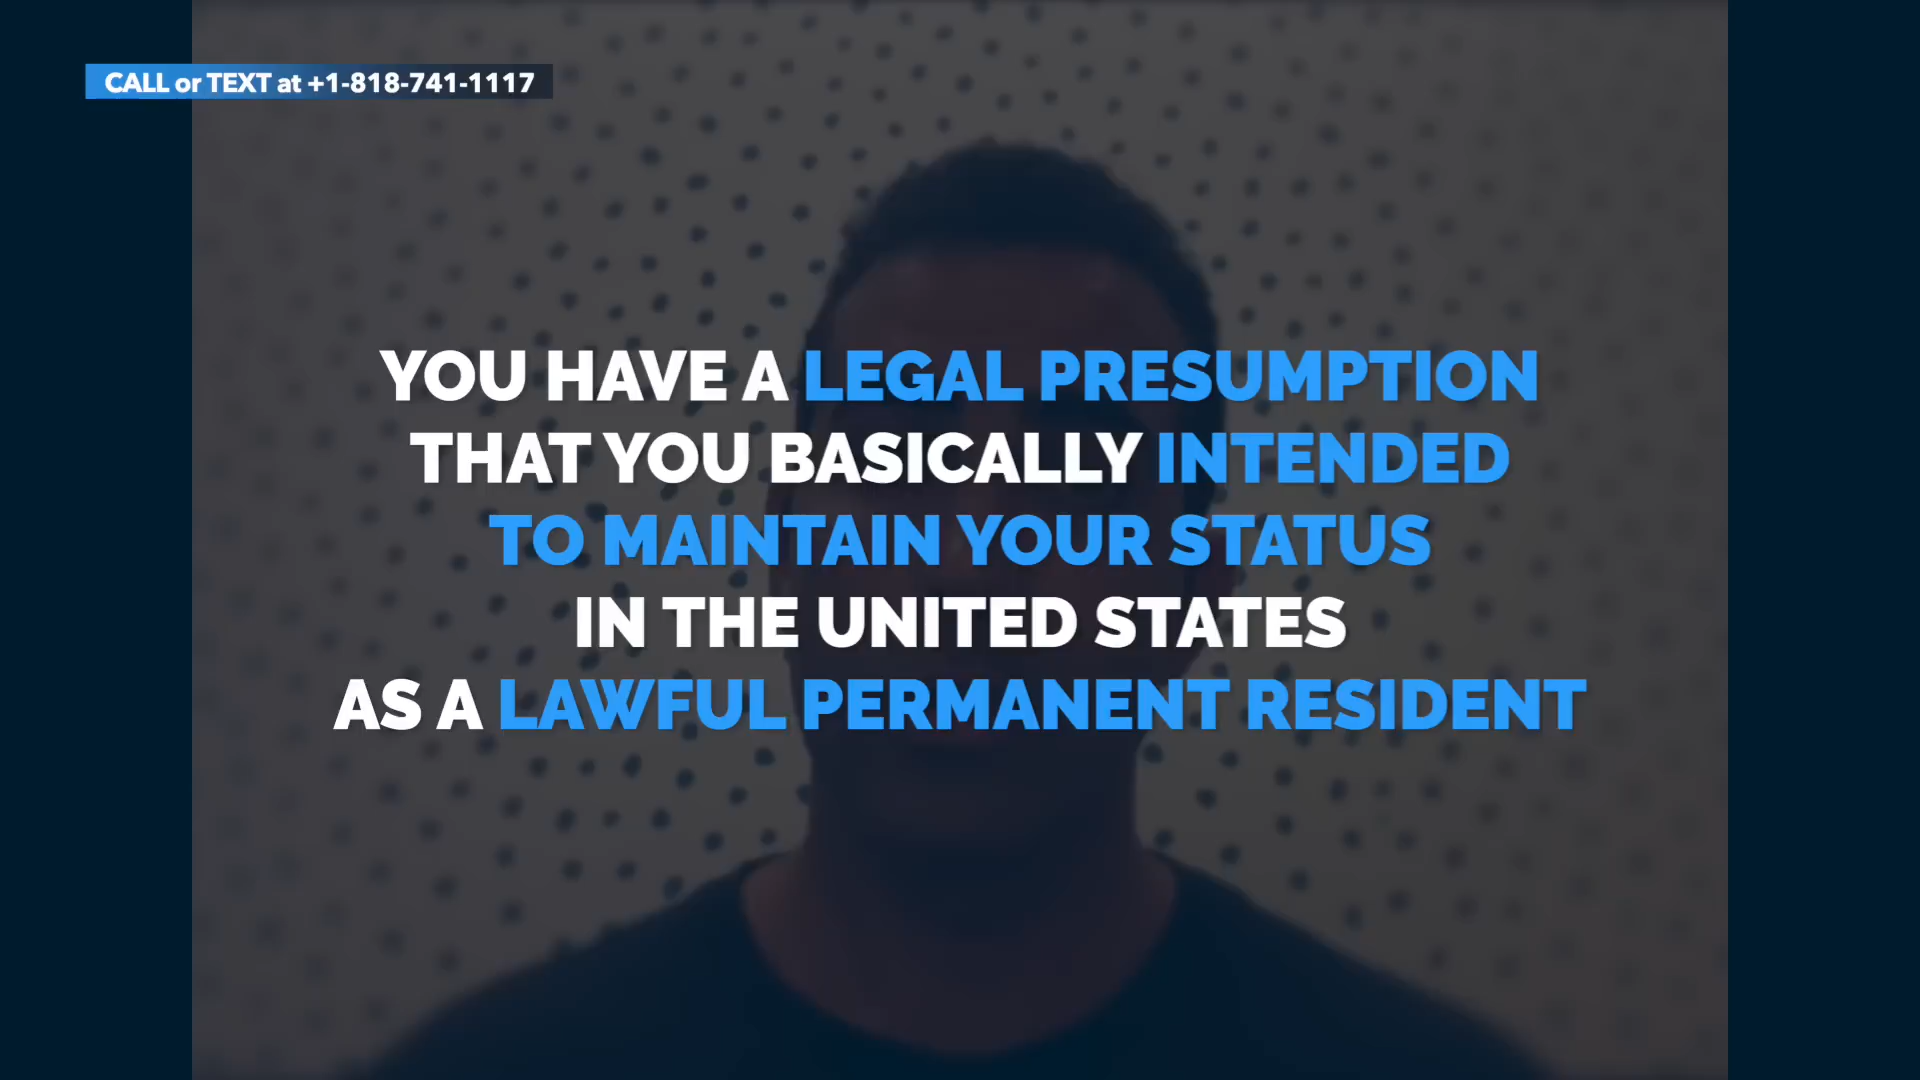 CALL or TEXT at +1-818-741-1117
YOU HAVE A LEGAL PRESUMPTION
THAT YOU BASICALLY INTENDED
TO MAINTAIN YOUR STATUS
IN THE UNITED STATES
AS A LAWFUL PERMANENT RESIDENT